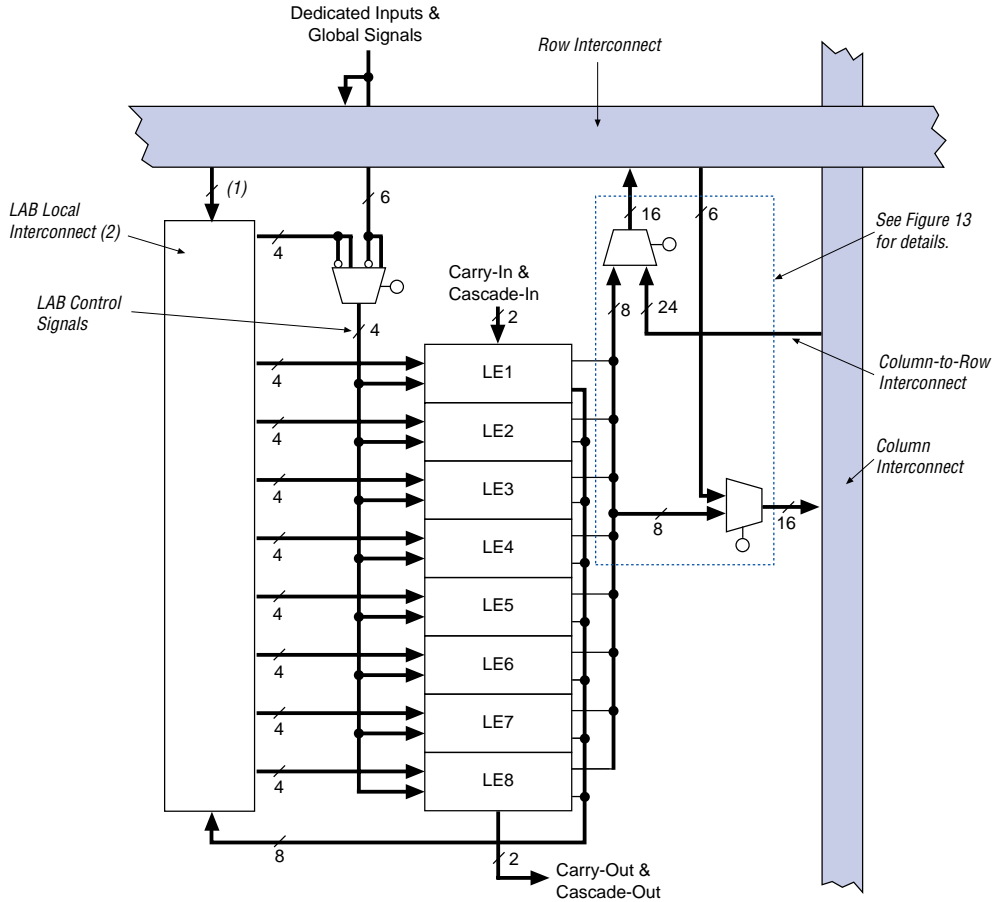 Dedicated Inputs &
Global Signals
Row Interconnect
(1)
6
16
6
LAB Local
Interconnect (2)
See Figure 13
for details.
4
Carry-In &
Cascade-In
LAB Control
Signals
4
2
8
24
Column-to-Row
Interconnect
LE1
4
LE2
4
Column
Interconnect
LE3
4
8
16
LE4
4
LE5
4
LE6
4
LE7
4
LE8
4
8
2
Carry-Out &
Cascade-Out